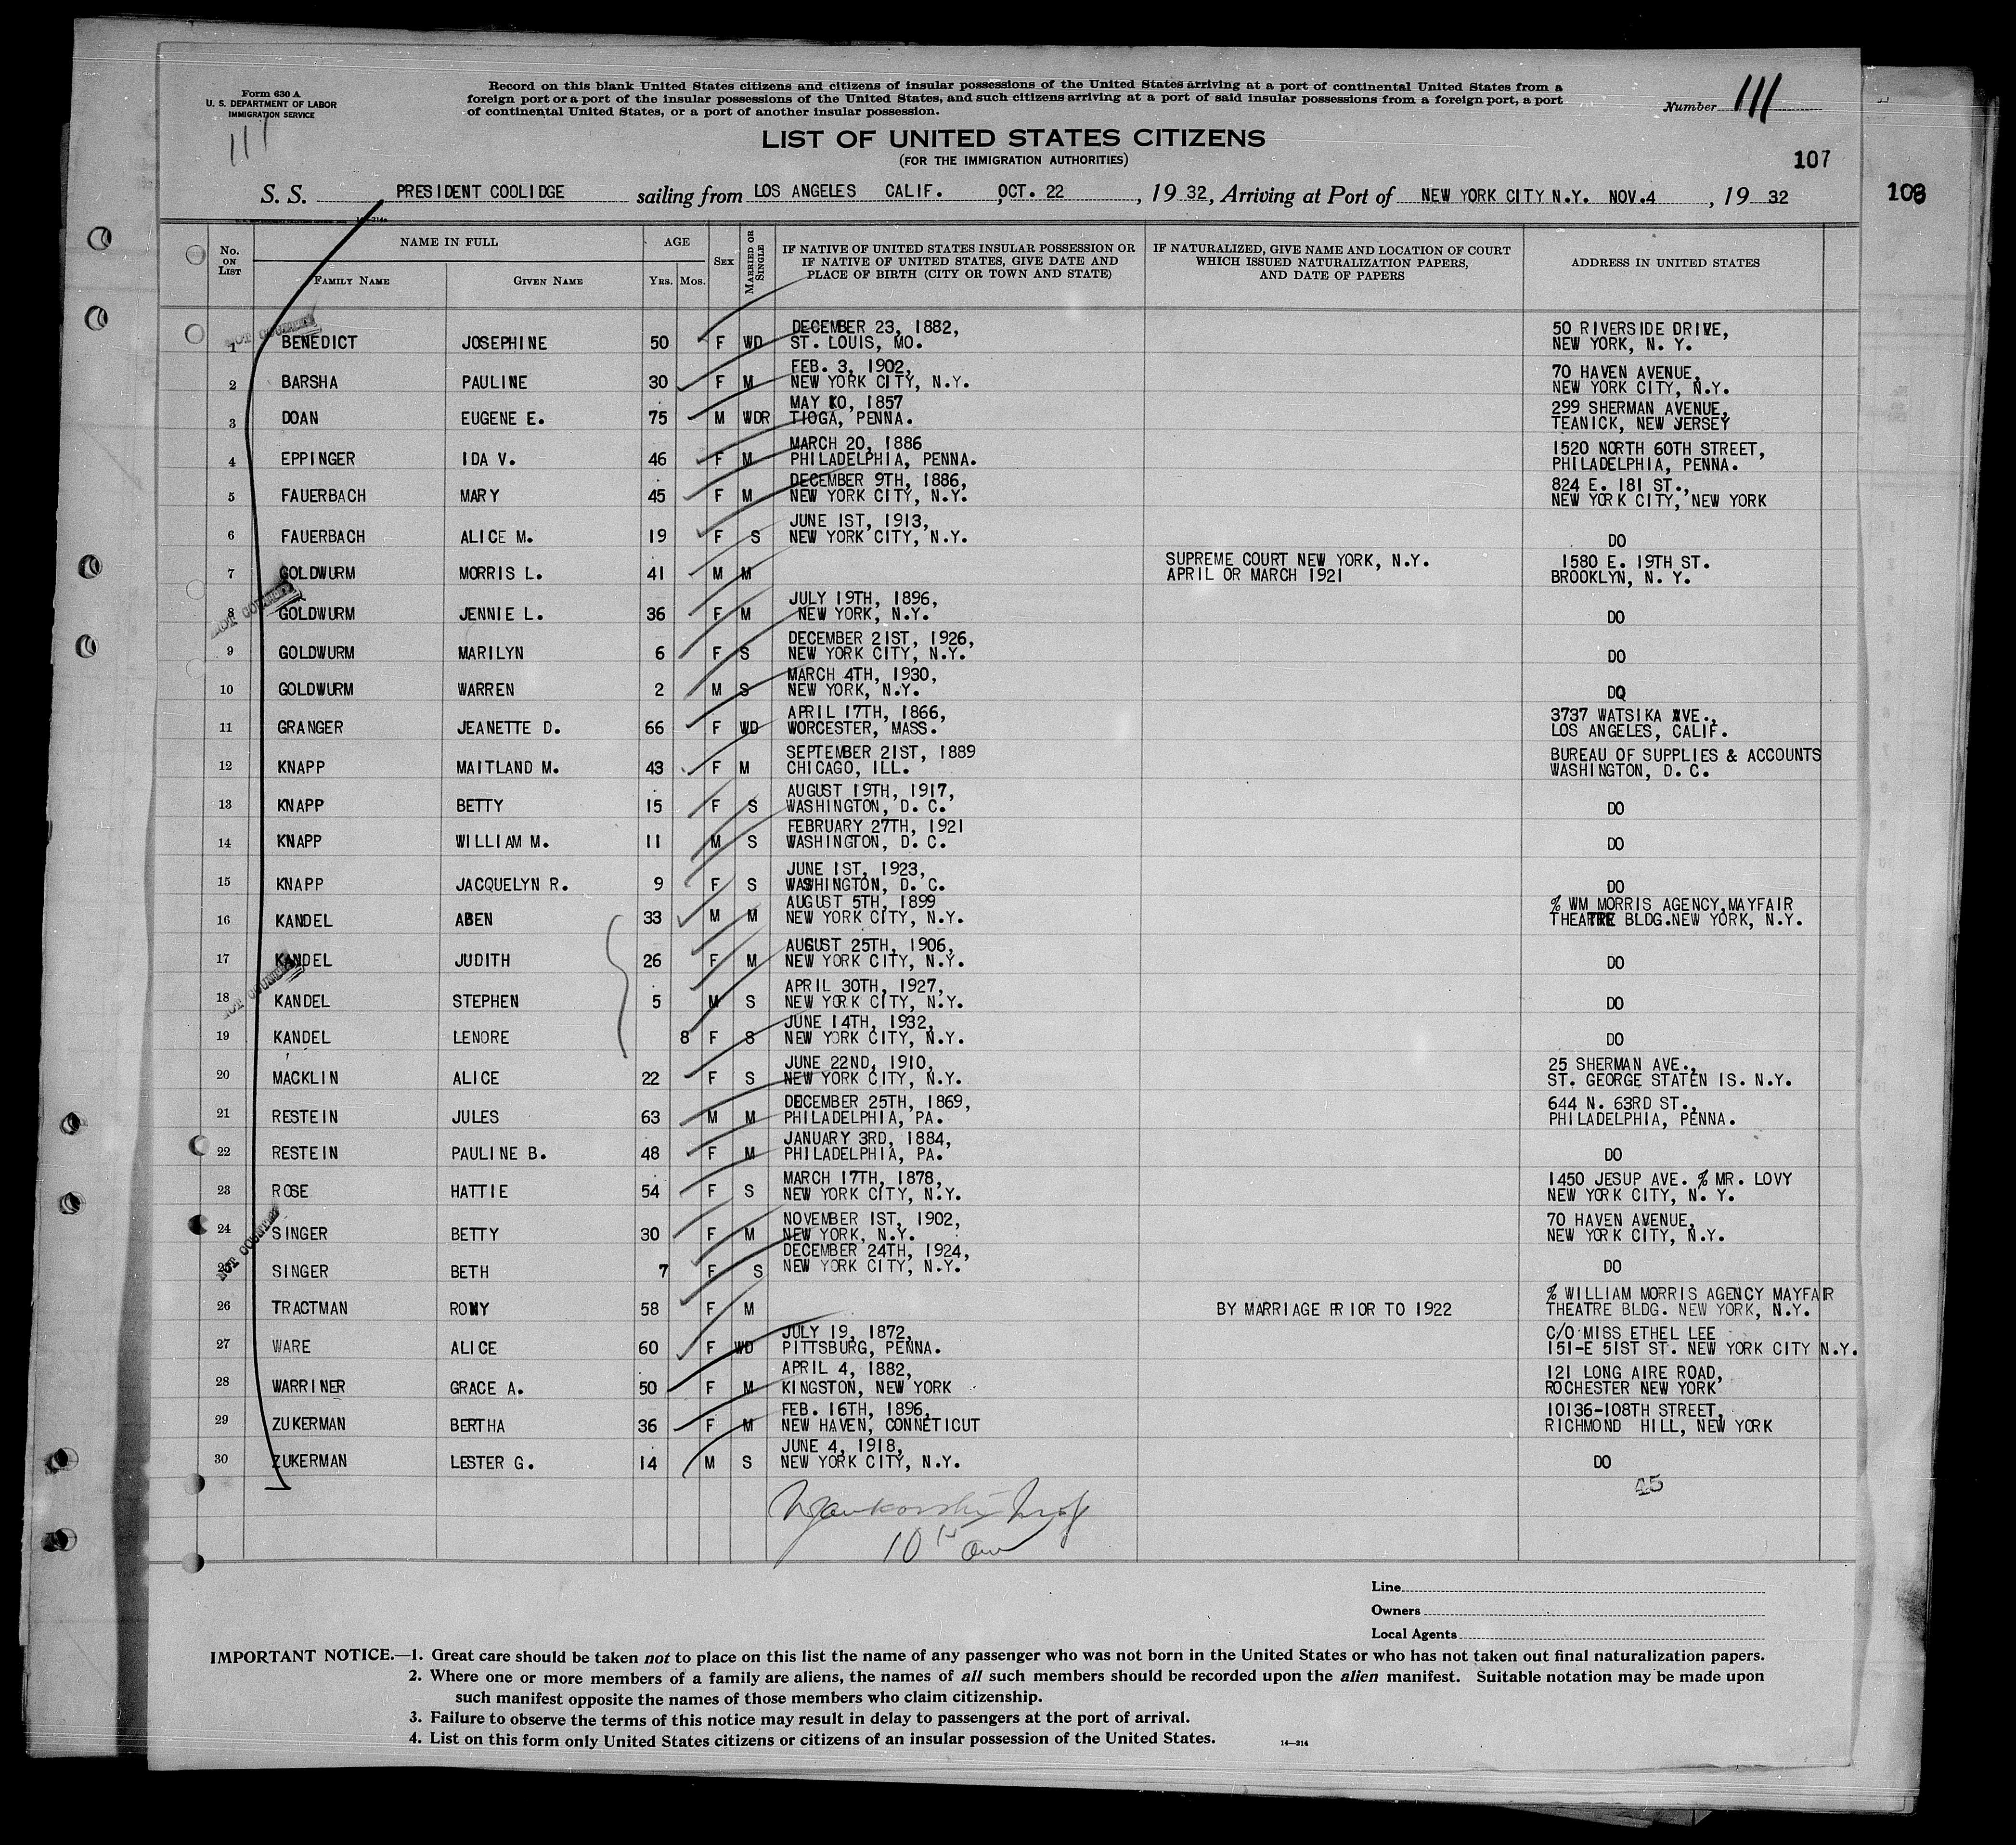 Form 630 A
U. S. DEPARTMENT OF LABOR
IMMIGRATION SERVICE
111
Record on this blank United States citizens and citizens of insular possessions of the United States arriving at a port of continental United States from a
foreign port or a port of the insular possessions of the United States, and such citizens arriving at a port of said insular possessions from a foreign port, a port
of continental United States, or a port of another insular possession.
Number 111
LIST OF UNITED STATES CITIZENS
(FOR THE IMMIGRATION AUTHORITIES)
107
108
S. S. PRESIDENT COOLIDGE sailing from LOS ANGELES CALIF. OCT. 22, 19 32, Arriving at Port of NEW YORK CITY N.Y. NOV.4, 19 32
No. ON LIST NAME IN FULL FAMILY NAME GIVEN NAME AGE YRS. MOS. SEX MARRIED OR SINGLE
IF NATIVE OF UNITED STATES INSULAR POSSESSION OR
IF NATIVE OF UNITED STATES, GIVE DATE AND
PLACE OF BIRTH (CITY OR TOWN AND STATE)
IF NATURALIZED, GIVE NAME AND LOCATION OF COURT
WHICH ISSUED NATURALIZATION PAPERS,
AND DATE OF PAPERS
ADDRESS IN UNITED STATES
NOT COUNTED
1 BENEDICT JOSEPHINE 50 F WD DECEMBER 23, 1882, ST. LOUIS, MO. 50 RIVERSIDE DRIVE, NEW YORK, N. Y.
2 BARSHA PAULINE 30 F M FEB. 3, 1902, NEW YORK CITY, N.Y. 70 HAVEN AVENUE, NEW YORK CITY, N.Y.
3 DOAN EUGENE E. 75 M WDR MAY 10, 1857 TIOGA, PENNA. 299 SHERMAN AVENUE, TEANICK, NEW JERSEY
4 EPPINGER IDA V. 46 F M MARCH 20, 1886 PHILADELPHIA, PENNA. 1520 NORTH 60TH STREET, PHILADELPHIA, PENNA.
5 FAUERBACH MARY 45 F M DECEMBER 9TH, 1886, NEW YORK CITY, N.Y. 824 E. 181 ST., NEW YORK CITY, NEW YORK
6 FAUERBACH ALICE M. 19 F S JUNE 1ST, 1913, NEW YORK CITY, N.Y. DO
7 GOLDWURM MORRIS L. 41 M M SUPREME COURT NEW YORK, N.Y. APRIL OR MARCH 1921 1580 E. 19TH ST. BROOKLYN, N. Y.
NOT COUNTED
8 GOLDWURM JENNIE L. 36 F M JULY 19TH, 1896, NEW YORK, N.Y. DO
9 GOLDWURM MARILYN 6 F S DECEMBER 21ST, 1926, NEW YORK CITY, N.Y. DO
10 GOLDWURM WARREN 2 M S MARCH 4TH, 1930, NEW YORK, N.Y. DO
11 GRANGER JEANETTE D. 66 F WD APRIL 17TH, 1866, WORCESTER, MASS. 3737 WATSIKA AVE., LOS ANGELES, CALIF.
12 KNAPP MAITLAND M. 43 F M SEPTEMBER 21ST, 1889 CHICAGO, ILL. BUREAU OF SUPPLIES & ACCOUNTS WASHINGTON, D. C.
13 KNAPP BETTY 15 F S AUGUST 19TH, 1917, WASHINGTON, D. C. DO
14 KNAPP WILLIAM M. 11 M S FEBRUARY 27TH, 1921 WASHINGTON, D. C. DO
15 KNAPP JACQUELYN R. 9 F S JUNE 1ST, 1923, WASHINGTON, D. C. DO
16 KANDEL ABEN 33 M M AUGUST 5TH, 1899 NEW YORK CITY, N.Y. % WM MORRIS AGENCY, MAYFAIR THEATRE BLDG. NEW YORK, N.Y.
17 KANDEL JUDITH 26 F M AUGUST 25TH, 1906, NEW YORK CITY, N.Y. DO
NOT COUNTED
18 KANDEL STEPHEN 5 M S APRIL 30TH, 1927, NEW YORK CITY, N.Y. DO
19 KANDEL LENORE 8 F S JUNE 14TH, 1932, NEW YORK CITY, N.Y. DO
20 MACKLIN ALICE 22 F S JUNE 22ND, 1910, NEW YORK CITY, N.Y. 25 SHERMAN AVE., ST. GEORGE STATEN IS. N.Y.
21 RESTEIN JULES 63 M M DECEMBER 25TH, 1869, PHILADELPHIA, PA. 644 N. 63RD ST., PHILADELPHIA, PENNA.
22 RESTEIN PAULINE B. 48 F M JANUARY 3RD, 1884, PHILADELPHIA, PA. DO
23 ROSE HATTIE 54 F S MARCH 17TH, 1878, NEW YORK CITY, N.Y. 1450 JESUP AVE. % MR. LOVY NEW YORK CITY, N. Y.
24 SINGER BETTY 30 F M NOVEMBER 1ST, 1902, NEW YORK, N.Y. 70 HAVEN AVENUE, NEW YORK CITY, N.Y.
NOT COUNTED
25 SINGER BETH 7 F S DECEMBER 24TH, 1924, NEW YORK CITY, N.Y. DO
26 TRACTMAN ROMY 58 F M BY MARRIAGE PRIOR TO 1922 % WILLIAM MORRIS AGENCY MAYFAIR THEATRE BLDG. NEW YORK, N.Y.
27 WARE ALICE 60 F WD JULY 19, 1872, PITTSBURG, PENNA. C/O MISS ETHEL LEE 151-E 51ST ST. NEW YORK CITY N.Y.
28 WARRINER GRACE A. 50 F M APRIL 4, 1882, KINGSTON, NEW YORK 121 LONG AIRE ROAD, ROCHESTER NEW YORK
29 ZUKERMAN BERTHA 36 F M FEB. 16TH, 1896, NEW HAVEN, CONNETICUT 10136-108TH STREET, RICHMOND HILL, NEW YORK
30 ZUKERMAN LESTER G. 14 M S JUNE 4, 1918, NEW YORK CITY, N.Y. DO
45
10
Line
Owners
Local Agents
IMPORTANT NOTICE.—1. Great care should be taken not to place on this list the name of any passenger who was not born in the United States or who has not taken out final naturalization papers.
2. Where one or more members of a family are aliens, the names of all such members should be recorded upon the alien manifest. Suitable notation may be made upon
such manifest opposite the names of those members who claim citizenship.
3. Failure to observe the terms of this notice may result in delay to passengers at the port of arrival.
4. List on this form only United States citizens or citizens of an insular possession of the United States.
14—214